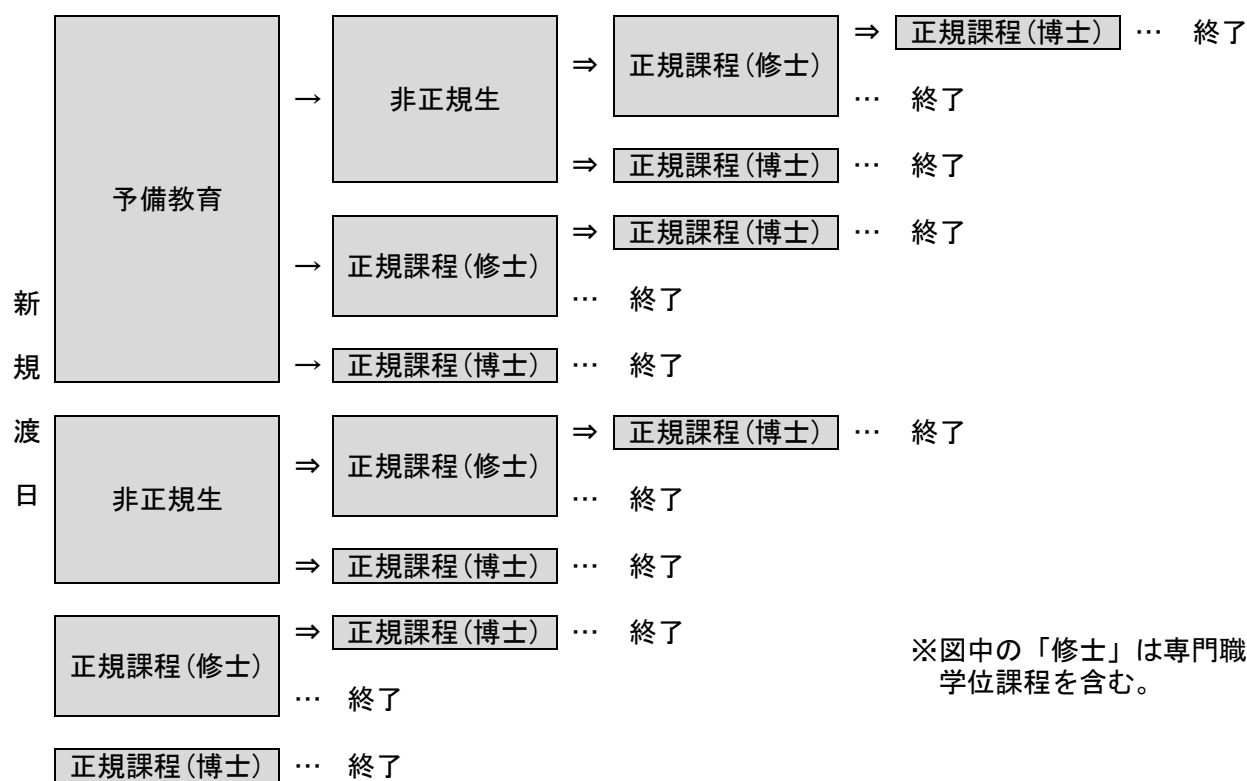 ⇒ 正規課程(博士) … 終了
⇒ 正規課程(修士)
→ 非正規生 … 終了
⇒ 正規課程(博士) … 終了
予備教育
⇒ 正規課程(博士) … 終了
→ 正規課程(修士)
… 終了
→ 正規課程(博士) … 終了
新規渡日
⇒ 正規課程(博士) … 終了
⇒ 正規課程(修士)
非正規生 … 終了
⇒ 正規課程(博士) … 終了
⇒ 正規課程(博士) … 終了
正規課程(修士)
… 終了
※図中の「修士」は専門職
学位課程を含む。
正規課程(博士) … 終了